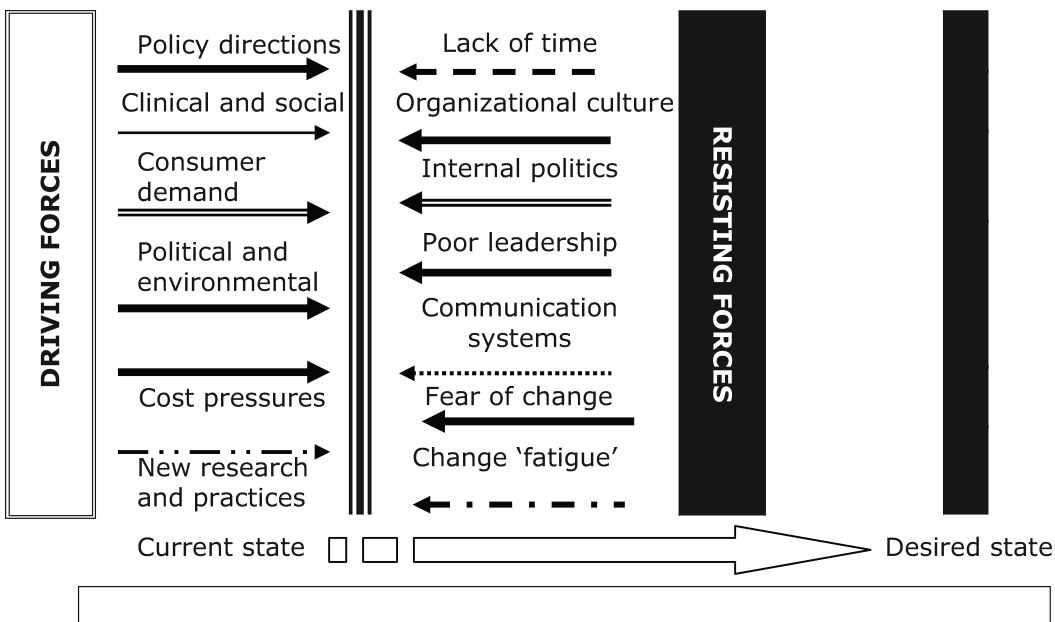 DRIVING FORCES
Policy directions
Clinical and social
Consumer
demand
Political and
environmental
Cost pressures
New research
and practices
Lack of time
Organizational culture
Internal politics
Poor leadership
Communication
systems
Fear of change
Change ‘fatigue’
RESISTING FORCES
Current state
Desired state